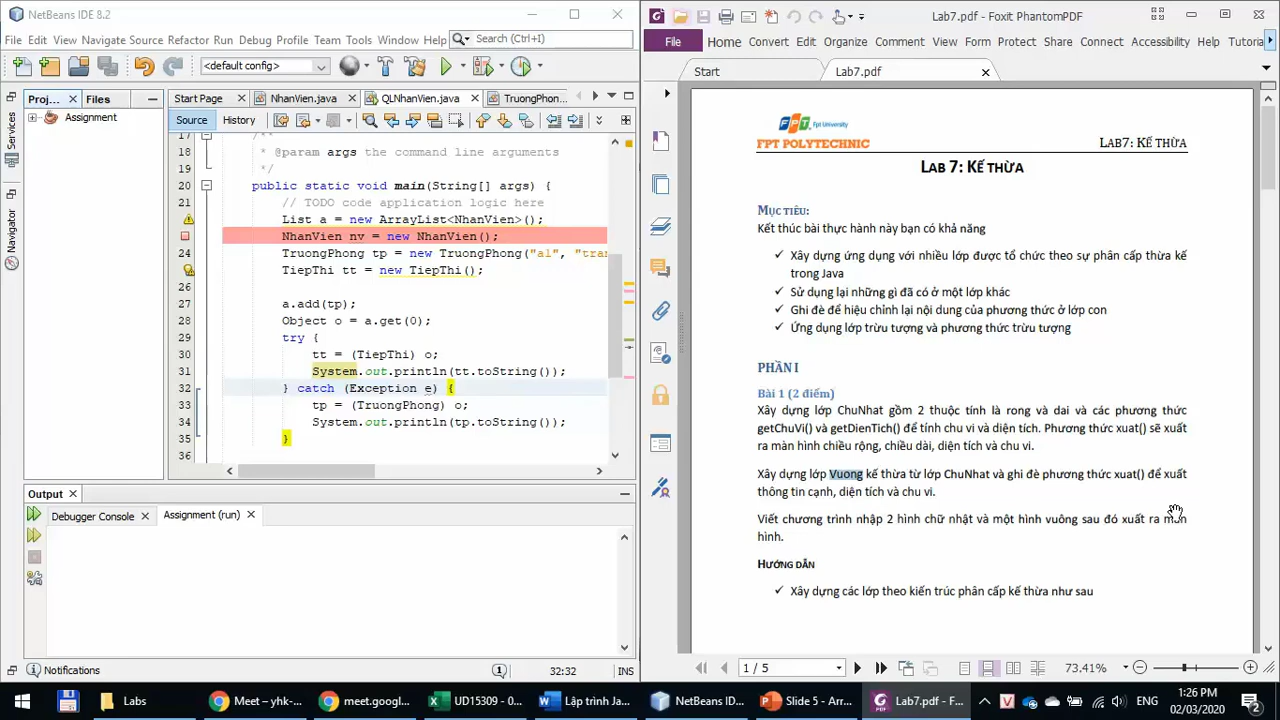 NetBeans IDE 8.2
File Edit View Navigate Source Refactor Run Debug Profile Team Tools Window Help
Search (Ctrl+I)
<default config>
Proj... Files
Assignment
Services
Navigator
Start Page NhanVien.java QLNhanVien.java TruongPhon...
Source History
17 /**
18 * @param args the command line arguments
19 */
20 public static void main(String[] args) {
21 // TODO code application logic here
List a = new ArrayList<NhanVien>();
NhanVien nv = new NhanVien();
24 TruongPhong tp = new TruongPhong("a1", "tran
TiepThi tt = new TiepThi();
26
27 a.add(tp);
28 Object o = a.get(0);
29 try {
30 tt = (TiepThi) o;
31 System.out.println(tt.toString());
32 } catch (Exception e) {
33 tp = (TruongPhong) o;
34 System.out.println(tp.toString());
35 }
36
Output
Debugger Console Assignment (run)
Notifications
1
32:32
INS
Lab7.pdf - Foxit PhantomPDF
File Home Convert Edit Organize Comment View Form Protect Share Connect Accessibility Help Tutoria
Start Lab7.pdf
FPT Fpt University
FPT POLYTECHNIC
LAB7: KẾ THỪA
LAB 7: KẾ THỪA
MỤC TIÊU:
Kết thúc bài thực hành này bạn có khả năng
✓ Xây dựng ứng dụng với nhiều lớp được tổ chức theo sự phân cấp thừa kế
trong Java
✓ Sử dụng lại những gì đã có ở một lớp khác
✓ Ghi đè để hiệu chỉnh lại nội dung của phương thức ở lớp con
✓ Ứng dụng lớp trừu tượng và phương thức trừu tượng
PHẦN I
Bài 1 (2 điểm)
Xây dựng lớp ChuNhat gồm 2 thuộc tính là rong và dai và các phương thức
getChuVi() và getDienTich() để tính chu vi và diện tích. Phương thức xuat() sẽ xuất
ra màn hình chiều rộng, chiều dài, diện tích và chu vi.
Xây dựng lớp Vuong kế thừa từ lớp ChuNhat và ghi đè phương thức xuat() để xuất
thông tin cạnh, diện tích và chu vi.
Viết chương trình nhập 2 hình chữ nhật và một hình vuông sau đó xuất ra màn
hình.
HƯỚNG DẪN
✓ Xây dựng các lớp theo kiến trúc phân cấp kế thừa như sau
1 / 5
73.41%
Labs
Meet – yhk-...
meet.googl...
UD15309 - 0...
Lập trình Ja...
NetBeans ID...
Slide 5 - Arr...
Lab7.pdf - F...
ENG
1:26 PM
02/03/2020
2